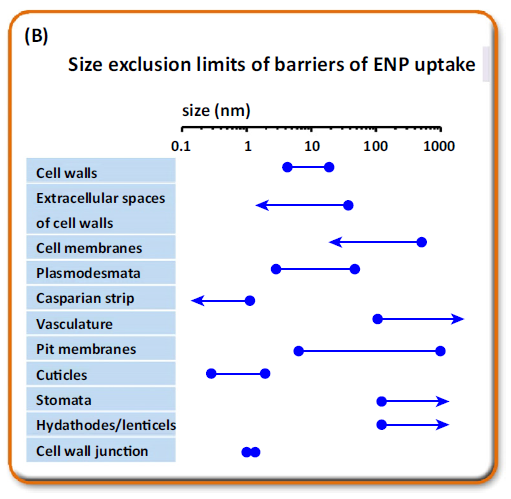 (B)
Size exclusion limits of barriers of ENP uptake
size (nm)
0.1 1 10 100 1000
Cell walls
Extracellular spaces
of cell walls
Cell membranes
Plasmodesmata
Casparian strip
Vasculature
Pit membranes
Cuticles
Stomata
Hydathodes/lenticels
Cell wall junction